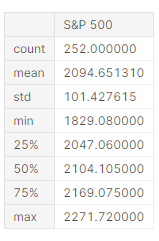 S&P 500
count 252.000000
mean 2094.651310
std 101.427615
min 1829.080000
25% 2047.060000
50% 2104.105000
75% 2169.075000
max 2271.720000